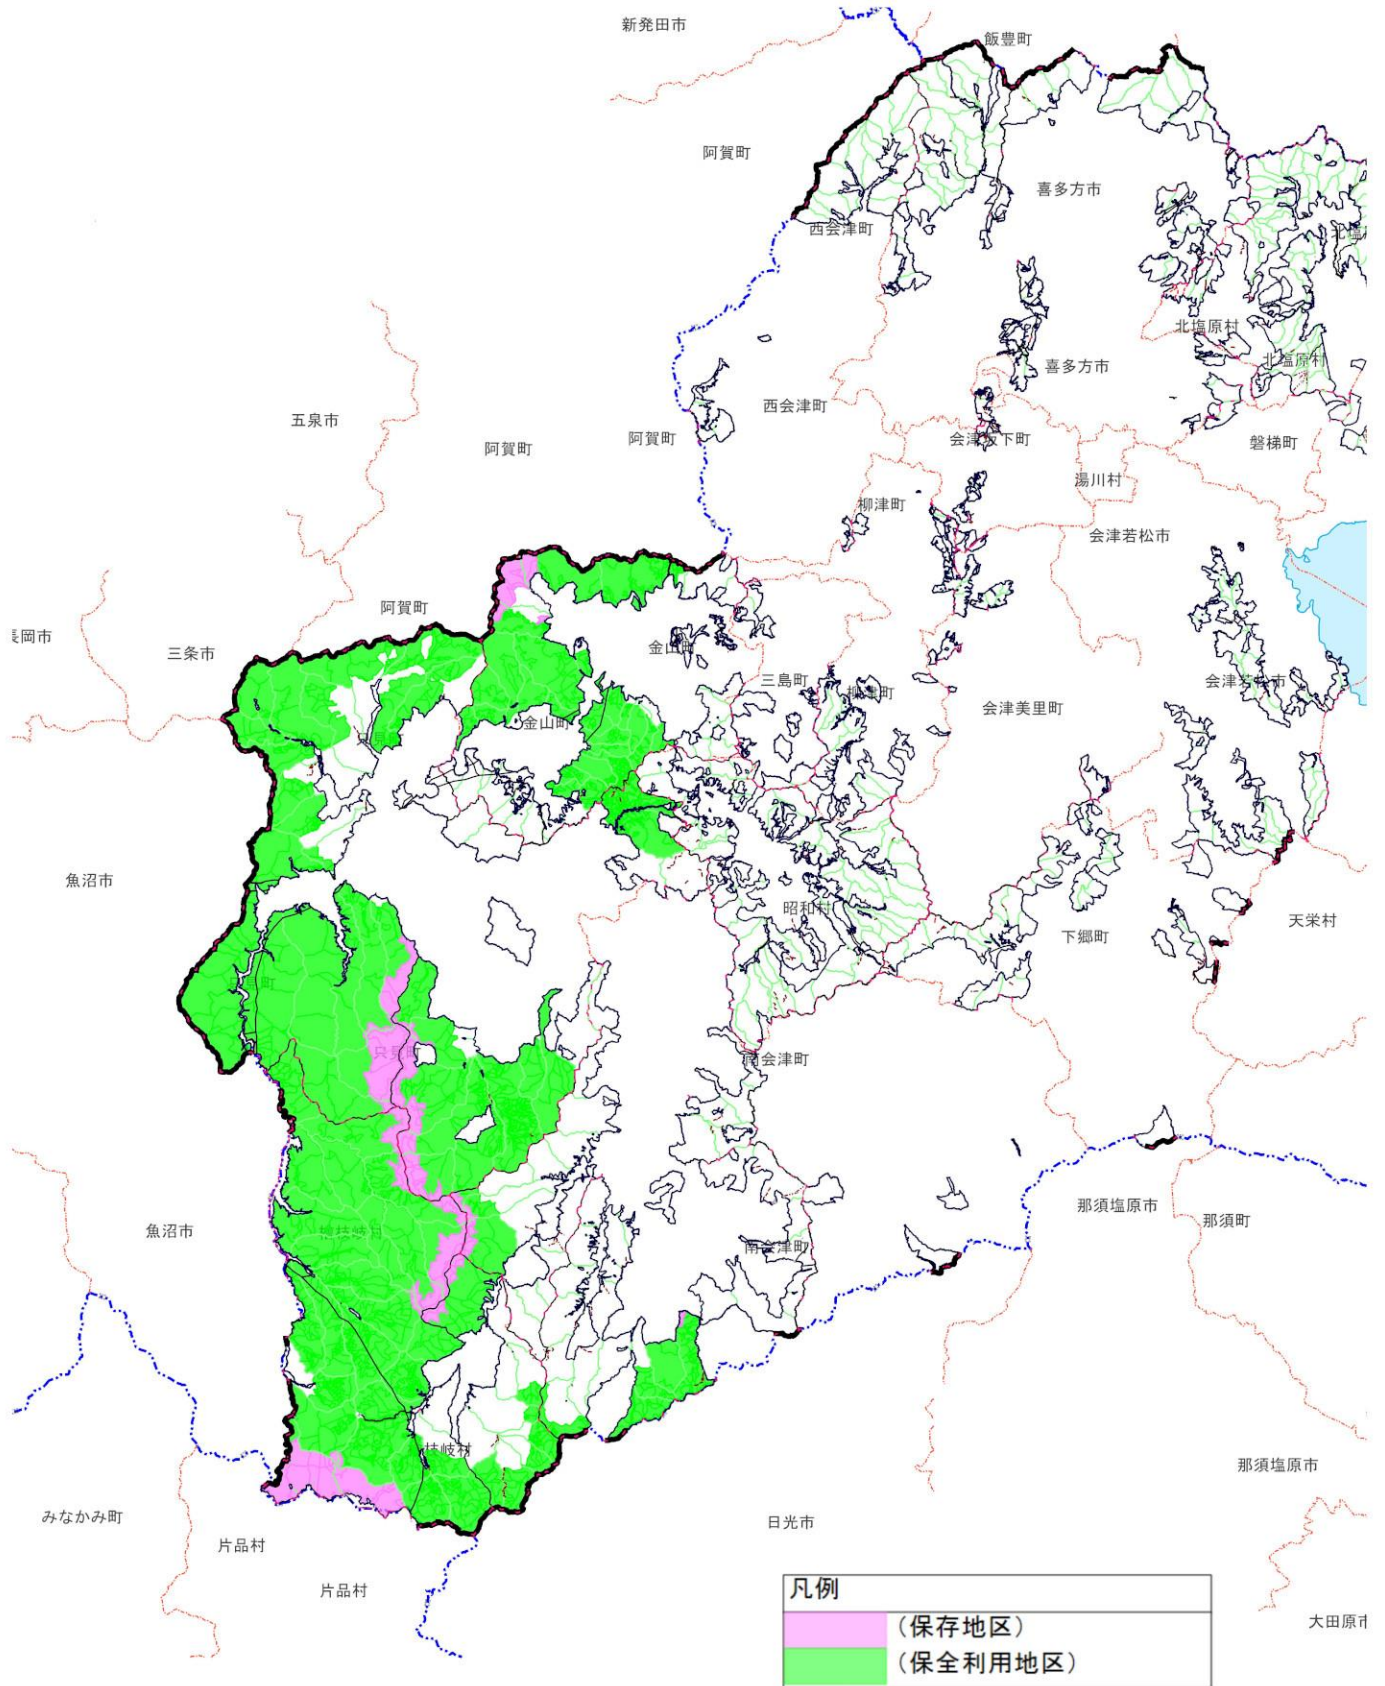 新発田市
飯豊町
阿賀町
喜多方市
西会津町
北塩原村
喜多方市
北塩原村
西会津町
五泉市
阿賀町
阿賀町
会津坂下町
磐梯町
湯川村
柳津町
会津若松市
阿賀町
長岡市
三条市
金山町
三島町
柳津町
会津若松市
会津美里町
金山町
魚沼市
昭和村
下郷町
天栄村
只見町
南会津町
魚沼市
檜枝岐村
南会津町
那須塩原市
那須町
枝岐村
那須塩原市
みなかみ町
日光市
片品村
片品村
大田原市
凡例
(保存地区)
(保全利用地区)